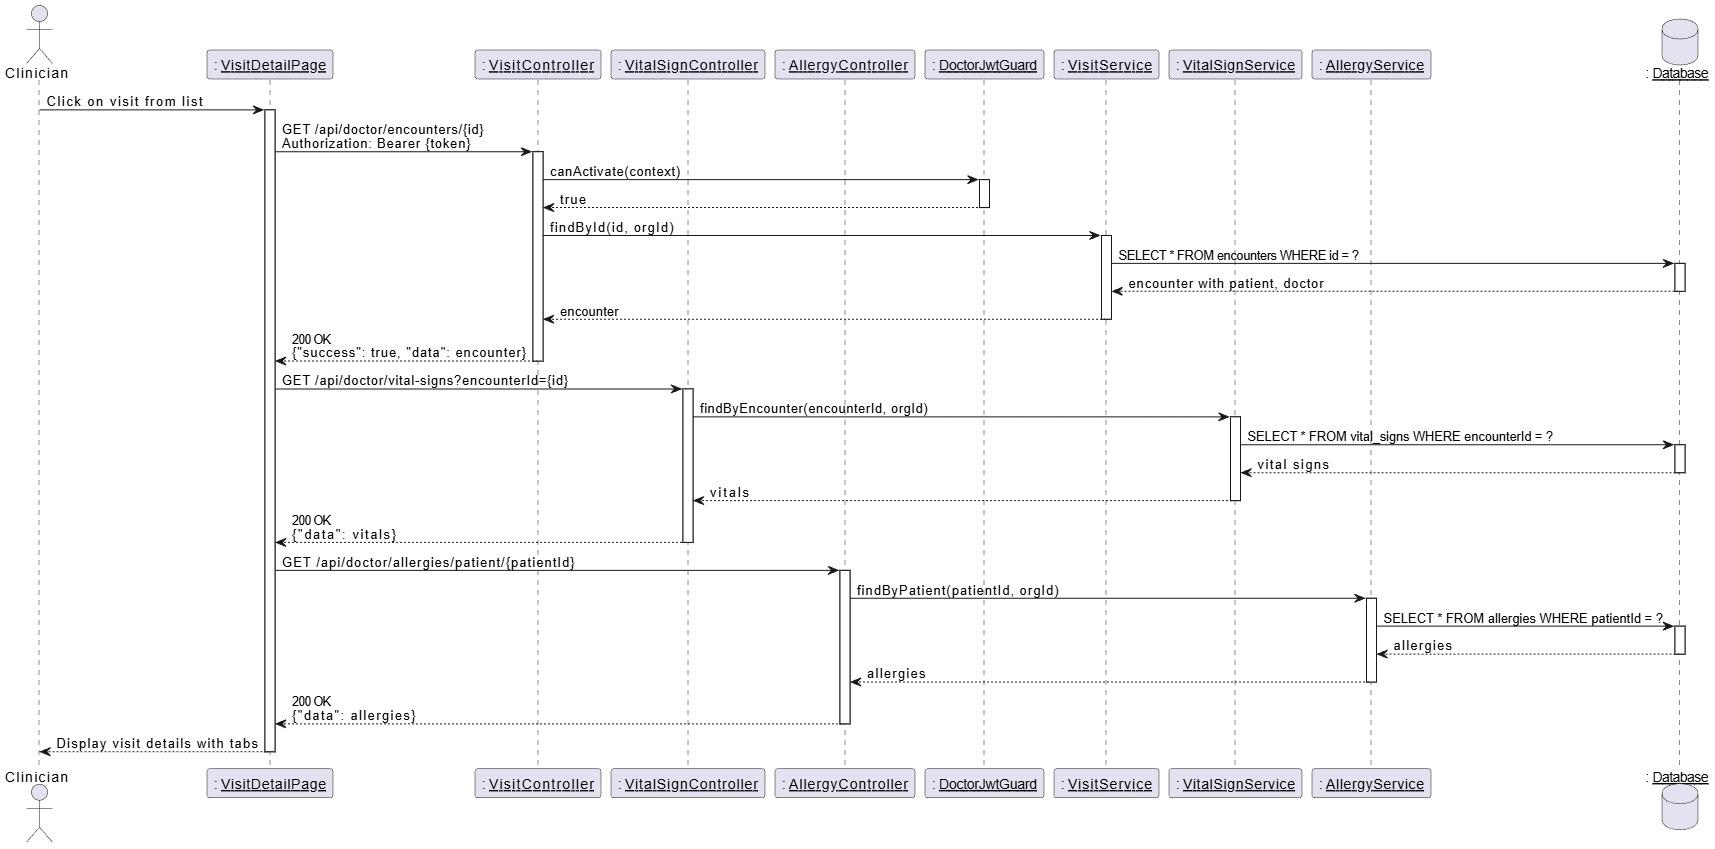 Clinician
: VisitDetailPage
: VisitController
: VitalSignController
: AllergyController
: DoctorJwtGuard
: VisitService
: VitalSignService
: AllergyService
: Database
Click on visit from list
GET /api/doctor/encounters/{id}
Authorization: Bearer {token}
canActivate(context)
true
findById(id, orgId)
SELECT * FROM encounters WHERE id = ?
encounter with patient, doctor
encounter
200 OK
{"success": true, "data": encounter}
GET /api/doctor/vital-signs?encounterId={id}
findByEncounter(encounterId, orgId)
SELECT * FROM vital_signs WHERE encounterId = ?
vital signs
vitals
200 OK
{"data": vitals}
GET /api/doctor/allergies/patient/{patientId}
findByPatient(patientId, orgId)
SELECT * FROM allergies WHERE patientId = ?
allergies
allergies
200 OK
{"data": allergies}
Display visit details with tabs
Clinician
: VisitDetailPage
: VisitController
: VitalSignController
: AllergyController
: DoctorJwtGuard
: VisitService
: VitalSignService
: AllergyService
: Database